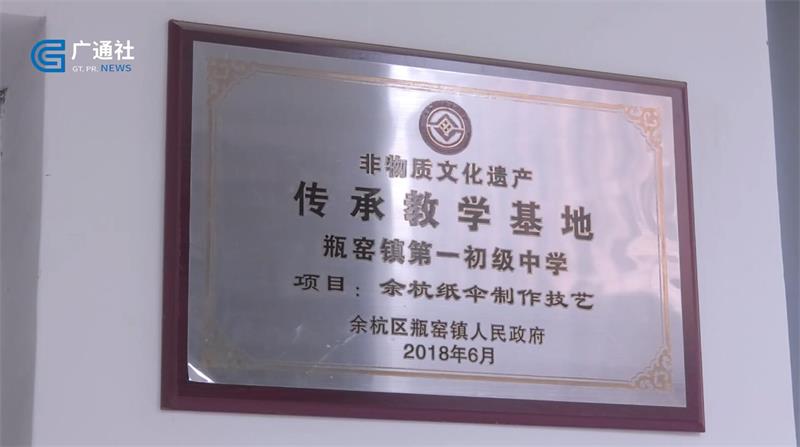 广通社
GT. PR. NEWS
非物质文化遗产
传承教学基地
瓶窑镇第一初级中学
项目：余杭纸伞制作技艺
余杭区瓶窑镇人民政府
2018年6月